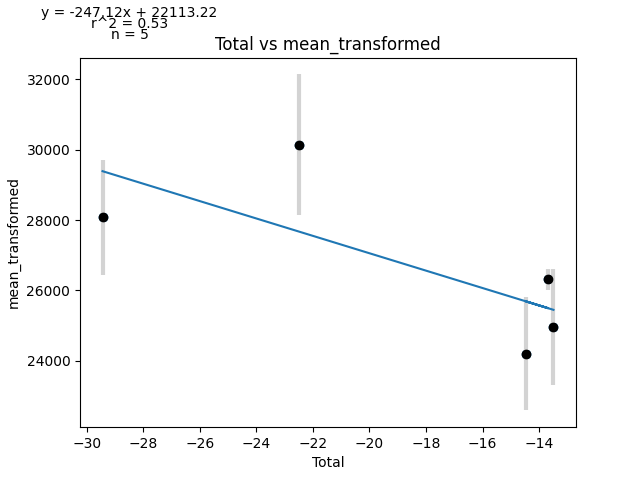 y = -247.12x + 22113.22
r^2 = 0.53
n = 5
Total vs mean_transformed
mean_transformed
32000
30000
28000
26000
24000
−30 −28 −26 −24 −22 −20 −18 −16 −14
Total